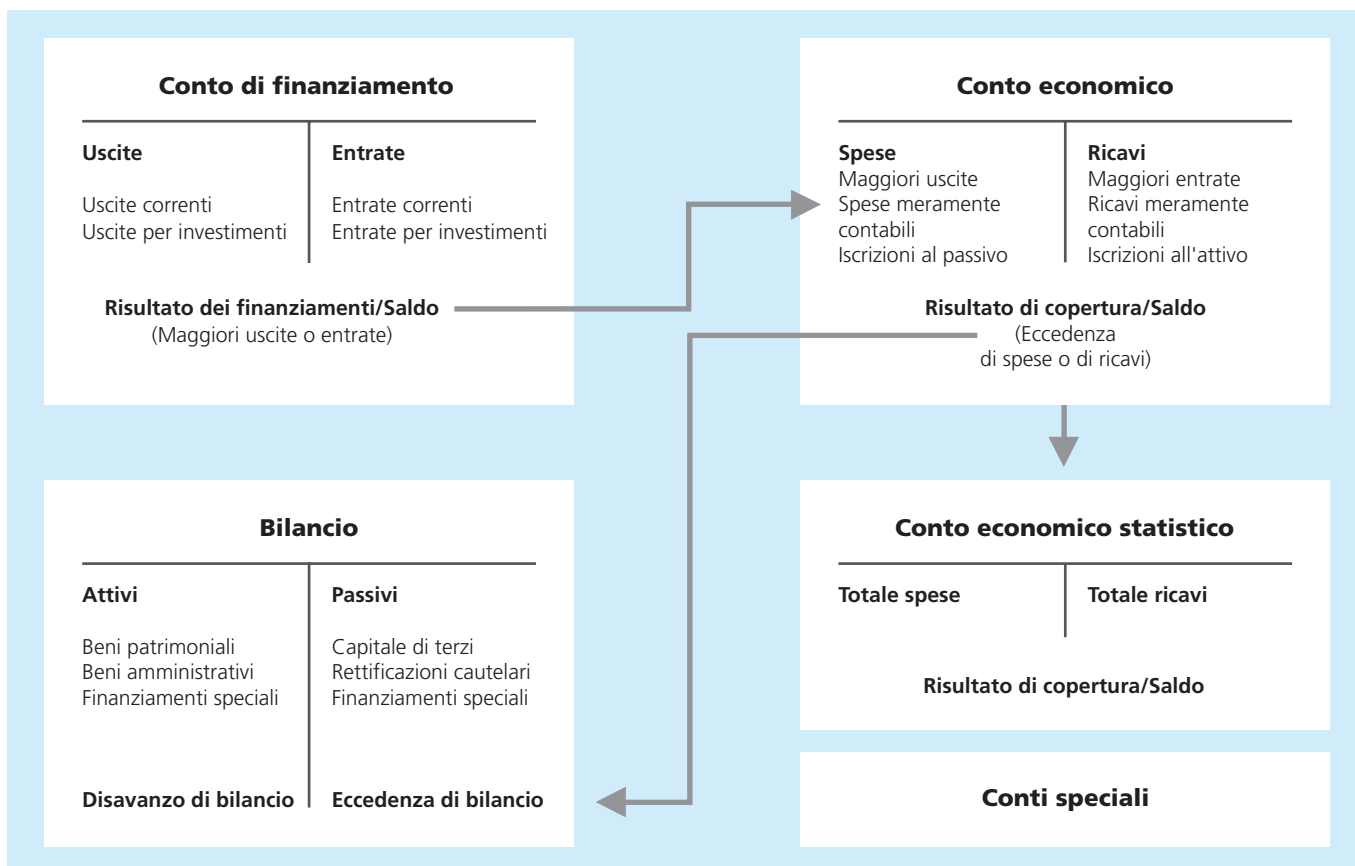 Conto di finanziamento
Uscite
Entrate
Uscite correnti
Uscite per investimenti
Entrate correnti
Entrate per investimenti
Risultato dei finanziamenti/Saldo
(Maggiori uscite o entrate)
Conto economico
Spese
Maggiori uscite
Spese meramente
contabili
Iscrizioni al passivo
Ricavi
Maggiori entrate
Ricavi meramente
contabili
Iscrizioni all'attivo
Risultato di copertura/Saldo
(Eccedenza
di spese o di ricavi)
Bilancio
Attivi
Passivi
Beni patrimoniali
Beni amministrativi
Finanziamenti speciali
Capitale di terzi
Rettificazioni cautelari
Finanziamenti speciali
Disavanzo di bilancio
Eccedenza di bilancio
Conto economico statistico
Totale spese
Totale ricavi
Risultato di copertura/Saldo
Conti speciali